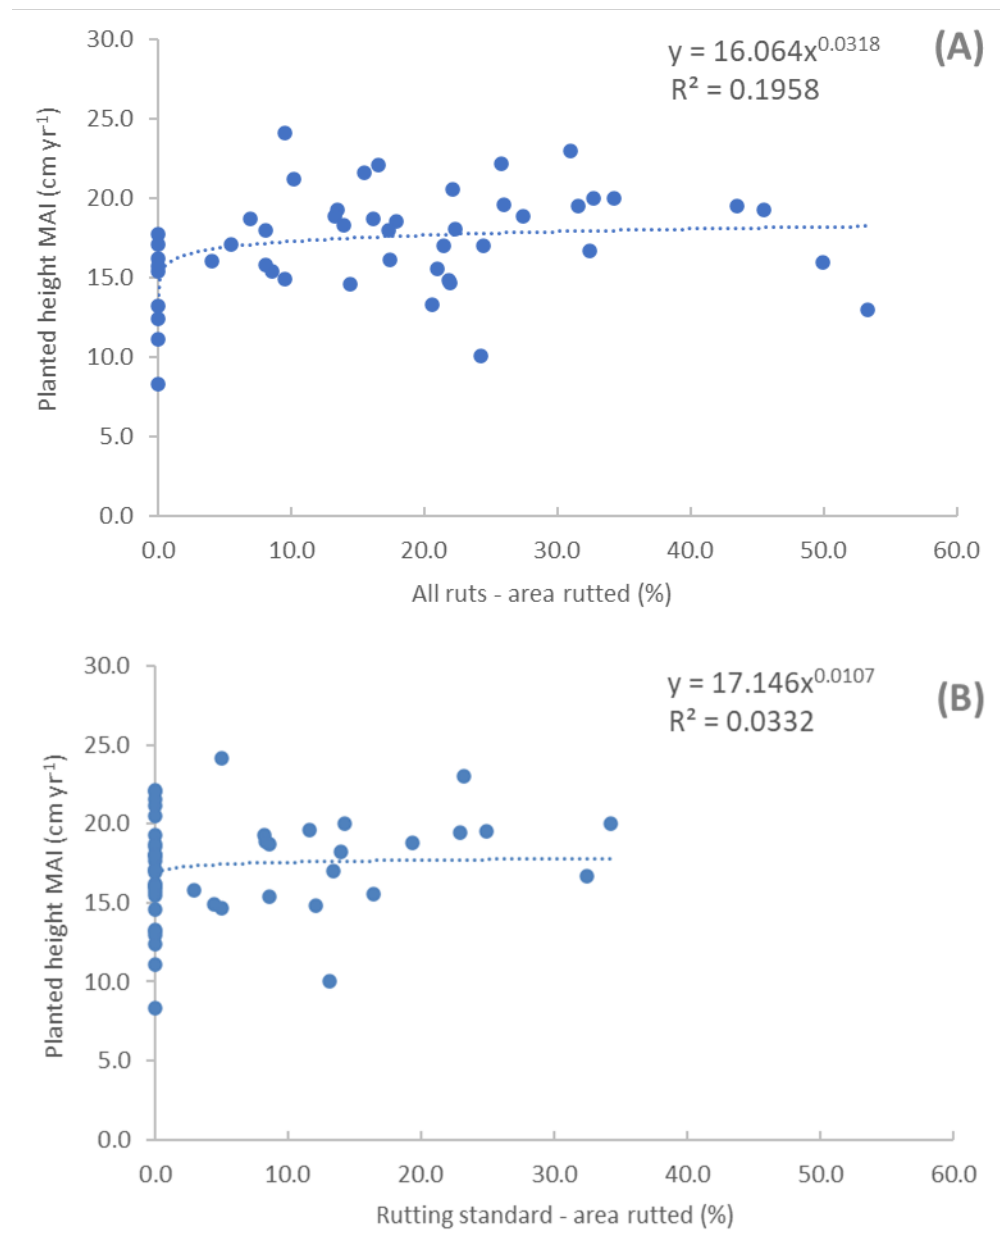 30.0
25.0
20.0
15.0
10.0
5.0
0.0
Planted height MAI (cm yr¹)
y = 16.064x^0.0318
R² = 0.1958
(A)
0.0 10.0 20.0 30.0 40.0 50.0 60.0
All ruts - area rutted (%)
30.0
25.0
20.0
15.0
10.0
5.0
0.0
Planted height MAI (cm yr¹)
y = 17.146x^0.0107
R² = 0.0332
(B)
0.0 10.0 20.0 30.0 40.0 50.0 60.0
Rutting standard - area rutted (%)